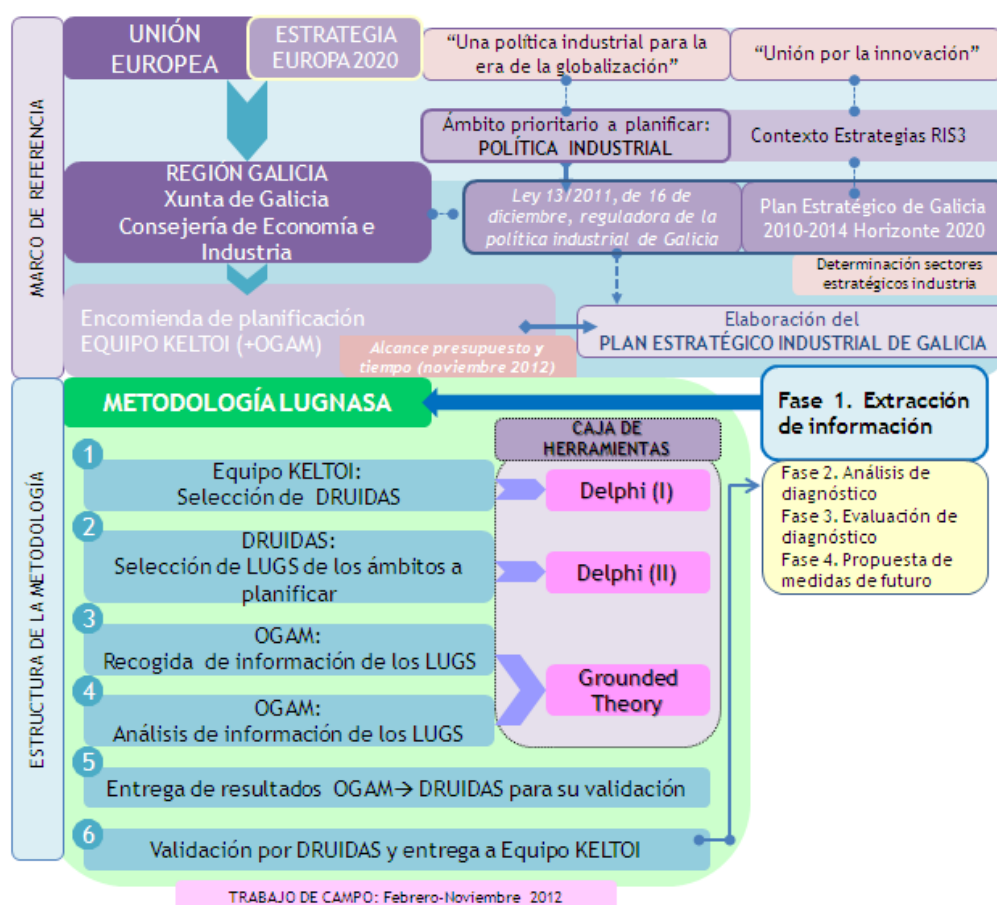 UNIÓN
EUROPEA
ESTRATEGIA
EUROPA 2020
“Una política industrial para la
era de la globalización”
“Unión por la innovación”
MARCO DE REFERENCIA
Ámbito prioritario a planificar:
POLÍTICA INDUSTRIAL
Contexto Estrategias RIS3
REGIÓN GALICIA
Xunta de Galicia
Consejería de Economía e
Industria
Ley 13/2011, de 16 de
diciembre, reguladora de la
política industrial de Galicia
Plan Estratégico de Galicia
2010-2014 Horizonte 2020
Determinación sectores
estratégicos industria
Encomienda de planificación
EQUIPO KELTOI (+OGAM)
Alcance presupuesto y
tiempo (noviembre 2012)
Elaboración del
PLAN ESTRATÉGICO INDUSTRIAL DE GALICIA
ESTRUCTURA DE LA METODOLOGÍA
METODOLOGÍA LUGNASA
Fase 1. Extracción
de información
CAJA DE
HERRAMIENTAS
1
Equipo KELTOI:
Selección de DRUIDAS
Delphi (I)
Fase 2. Análisis de
diagnóstico
Fase 3. Evaluación de
diagnóstico
Fase 4. Propuesta de
medidas de futuro
2
DRUIDAS:
Selección de LUGS de los ámbitos a
planificar
Delphi (II)
3
OGAM:
Recogida de información de los LUGS
Grounded
Theory
4
OGAM:
Análisis de información de los LUGS
5
Entrega de resultados OGAM→ DRUIDAS para su validación
6
Validación por DRUIDAS y entrega a Equipo KELTOI
TRABAJO DE CAMPO: Febrero-Noviembre 2012